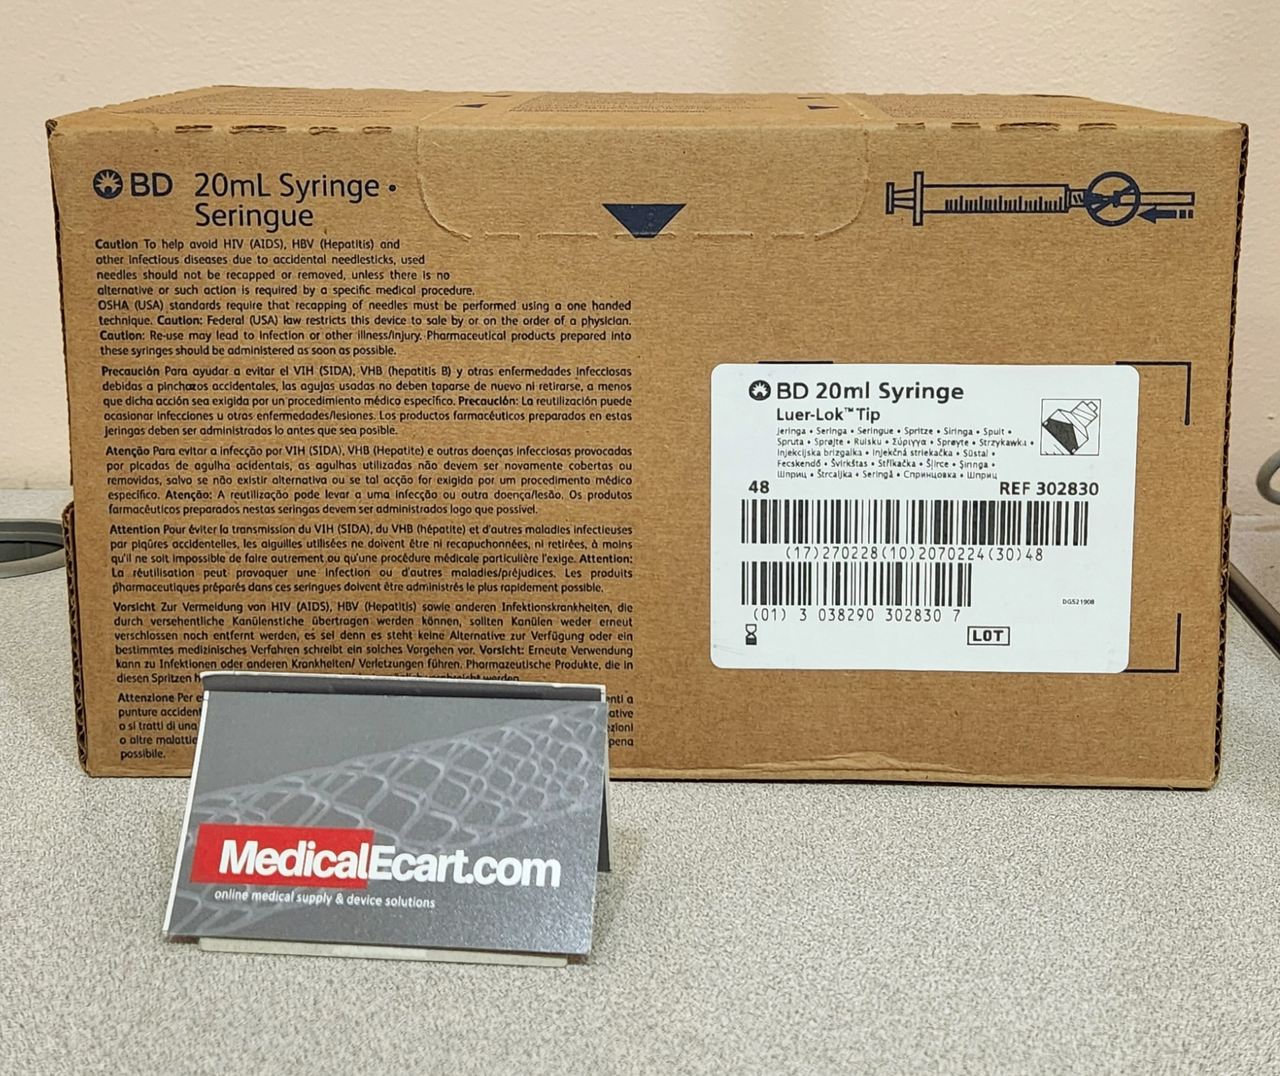 BD 20mL Syringe •
Seringue
Caution To help avoid HIV (AIDS), HBV (Hepatitis) and
other infectious diseases due to accidental needlesticks, used
needles should not be recapped or removed, unless there is no
alternative or such action is required by a specific medical procedure.
OSHA (USA) standards require that recapping of needles must be performed using a one handed
technique. Caution: Federal (USA) law restricts this device to sale by or on the order of a physician.
Caution: Re-use may lead to infection or other illness/injury. Pharmaceutical products prepared into
these syringes should be administered as soon as possible.
Precaución Para ayudar a evitar el VIH (SIDA), VHB (hepatitis B) y otras enfermedades infecciosas
debidas a pinchazos accidentales, las agujas usadas no deben taparse de nuevo ni retirarse, a menos
que dicha acción sea exigida por un procedimiento médico específico. Precaución: La reutilización puede
ocasionar infecciones u otras enfermedades/lesiones. Los productos farmacéuticos preparados en estas
jeringas deben ser administrados lo antes que sea posible.
Atenção Para evitar a infecção por VIH (SIDA), VHB (Hepatite) e outras doenças infecciosas provocadas
por picadas de agulha acidentais, as agulhas utilizadas não devem ser novamente cobertas ou
removidas, salvo se não existir alternativa ou se tal acção for exigida por um procedimento médico
específico. Atenção: A reutilização pode levar a uma infecção ou outra doença/lesão. Os produtos
farmacêuticos preparados nestas seringas devem ser administrados logo que possível.
Attention Pour éviter la transmission du VIH (SIDA), du VHB (hépatite) et d'autres maladies infectieuses
par piqûres accidentelles, les aiguilles utilisées ne doivent être ni recapuchonnées, ni retirées, à moins
qu'il ne soit impossible de faire autrement ou qu'une procédure médicale particulière l'exige. Attention:
La réutilisation peut provoquer une infection ou d'autres maladies/préjudices. Les produits
pharmaceutiques préparés dans ces seringues doivent être administrés le plus rapidement possible.
Vorsicht Zur Vermeidung von HIV (AIDS), HBV (Hepatitis) sowie anderen Infektionskrankheiten, die
durch versehentliche Kanülenstiche übertragen werden können, sollten Kanülen weder erneut
verschlossen noch entfernt werden, es sei denn es steht keine Alternative zur Verfügung oder ein
bestimmtes medizinisches Verfahren schreibt ein solches Vorgehen vor. Vorsicht: Erneute Verwendung
kann zu Infektionen oder anderen Krankheiten/ Verletzungen führen. Pharmazeutische Produkte, die in
diesen Spritzen
Attenzione Per
punture
o si tratti di una
o altre
possibile.
BD 20ml Syringe
Luer-Lok™ Tip
Jeringa • Seringa • Seringue • Spritze • Siringa • Spuit •
Spruta • Sprøjte • Ruisku • Σύριγγα • Sprøyte • Strzykawka •
Injekcijska brizgalka • Injekčná striekačka • Süstal •
Fecskendő • Švirkštas • Stříkačka • Šļirce • Şırınga •
Шприц • Štrcaljka • Seringă • Спринцовка • Шприц
48 REF 302830
(17)270228(10)2070224(30)48
(01) 3 038290 302830 7
DGS21908
LOT
MedicalEcart.com
online medical supply & device solutions